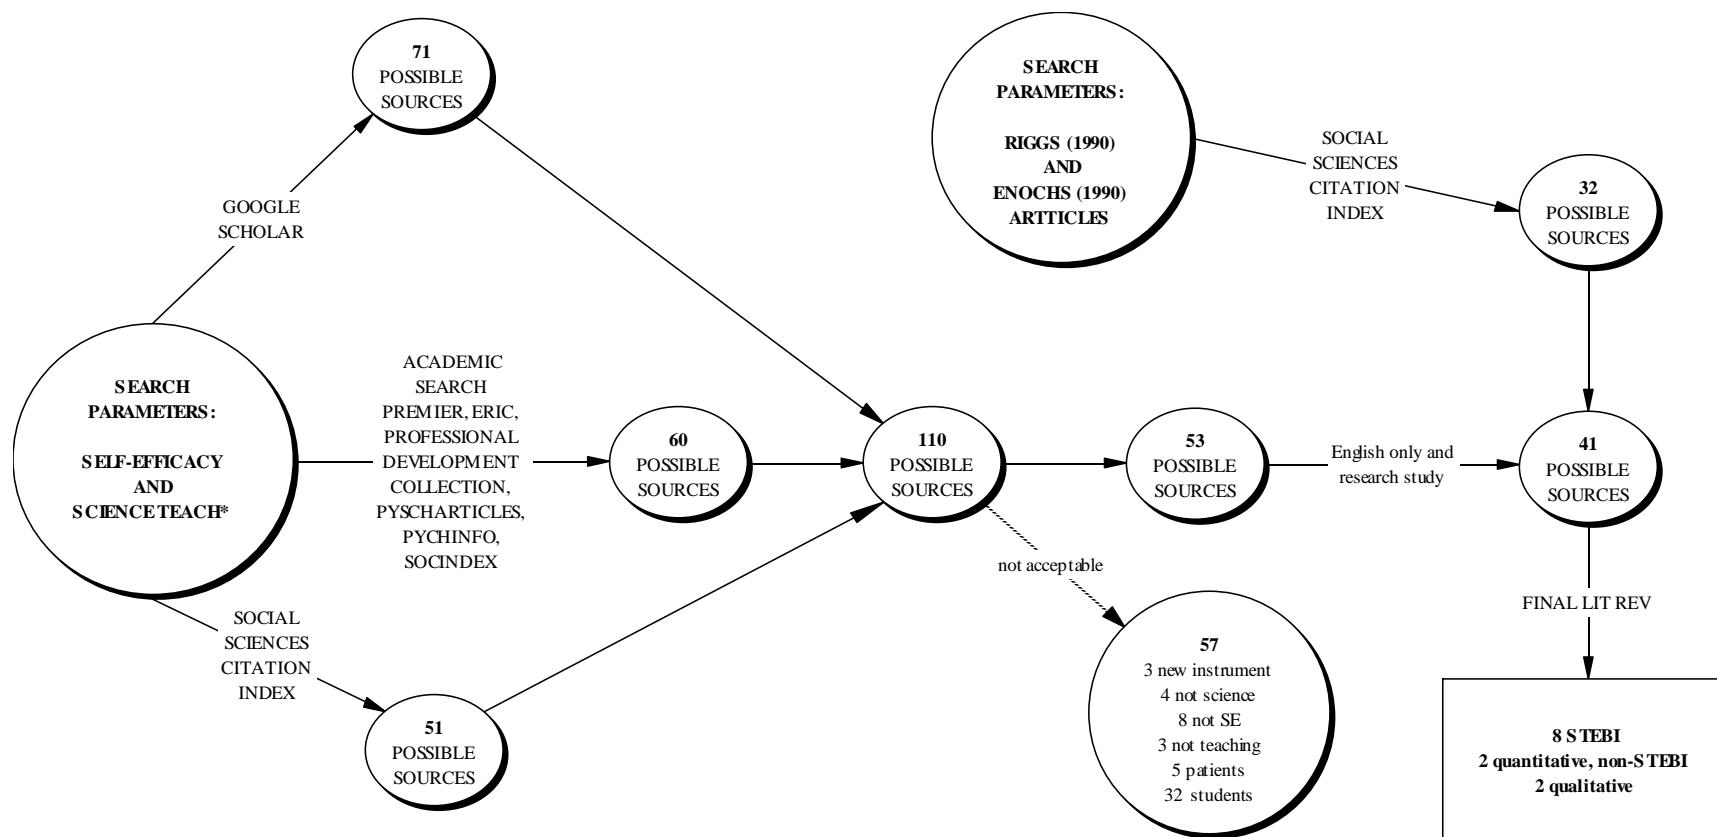 71
POSSIBLE
SOURCES
SEARCH
PARAMETERS:
RIGGS (1990)
AND
ENOCHS (1990)
ARTTICLES
SOCIAL
SCIENCES
CITATION
INDEX
32
POSSIBLE
SOURCES
GOOGLE
SCHOLAR
SEARCH
PARAMETERS:
SELF-EFFICACY
AND
SCIENCE TEACH*
ACADEMIC
SEARCH
PREMIER, ERIC,
PROFESSIONAL
DEVELOPMENT
COLLECTION,
PYSCHARTICLES,
PYCHINFO,
SOCINDEX
60
POSSIBLE
SOURCES
110
POSSIBLE
SOURCES
53
POSSIBLE
SOURCES
English only and
research study
41
POSSIBLE
SOURCES
not acceptable
SOCIAL
SCIENCES
CITATION
INDEX
51
POSSIBLE
SOURCES
57
3 new instrument
4 not science
8 not SE
3 not teaching
5 patients
32 students
FINAL LIT REV
8 STEBI
2 quantitative, non-STEBI
2 qualitative